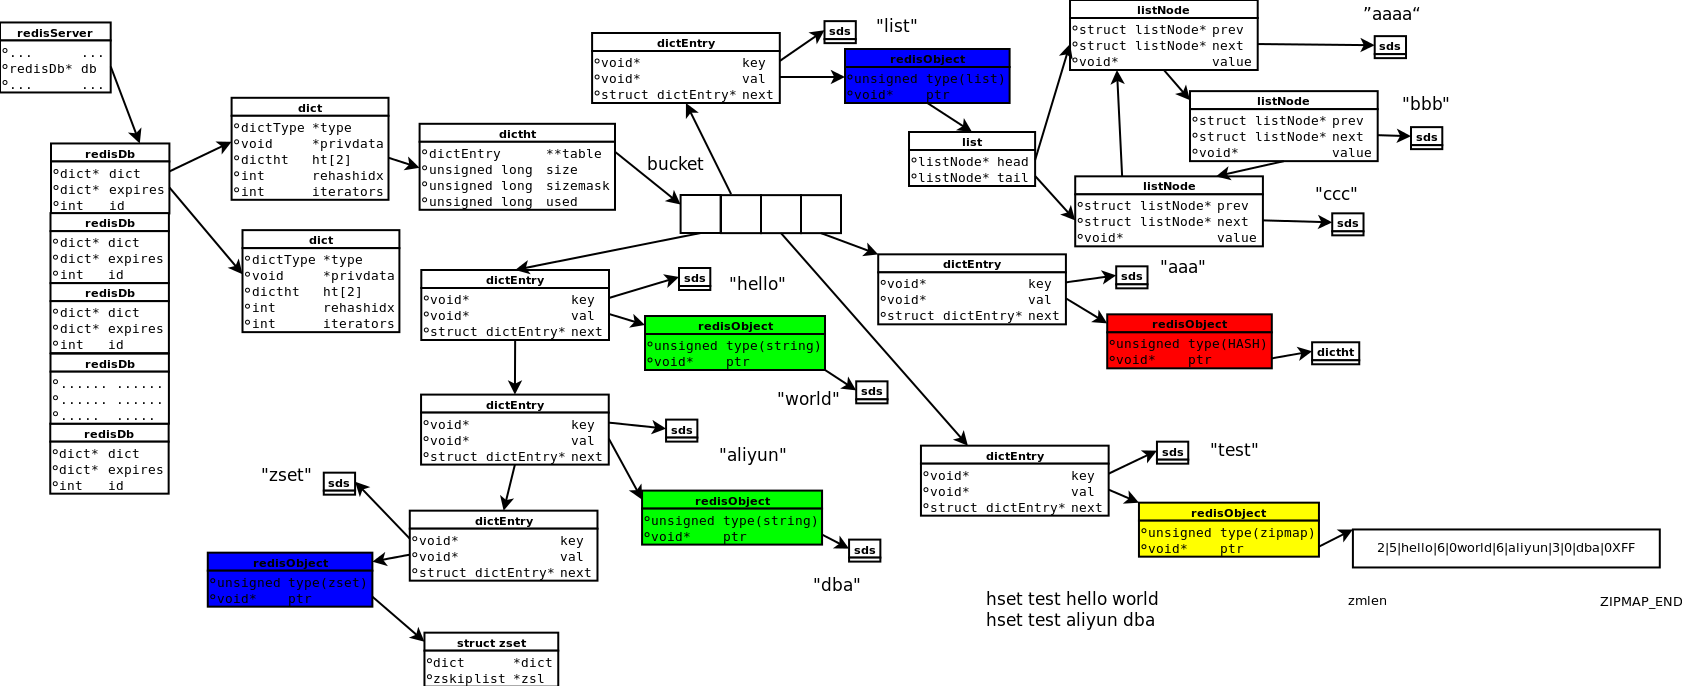 redisServer
... ...
redisDb* db
... ...
redisDb
dict* dict
dict* expires
int id
redisDb
dict* dict
dict* expires
int id
redisDb
dict* dict
dict* expires
int id
redisDb
...... ......
...... ......
..... .....
redisDb
dict* dict
dict* expires
int id
dict
dictType *type
void *privdata
dictht ht[2]
int rehashidx
int iterators
dict
dictType *type
void *privdata
dictht ht[2]
int rehashidx
int iterators
dictht
dictEntry **table
unsigned long size
unsigned long sizemask
unsigned long used
bucket
dictEntry
void* key
void* val
struct dictEntry* next
sds
"list"
redisObject
unsigned type(list)
void* ptr
list
listNode* head
listNode* tail
listNode
struct listNode* prev
struct listNode* next
void* value
”aaaa“
sds
listNode
struct listNode* prev
struct listNode* next
void* value
"bbb"
sds
listNode
struct listNode* prev
struct listNode* next
void* value
"ccc"
sds
dictEntry
void* key
void* val
struct dictEntry* next
sds
"hello"
redisObject
unsigned type(string)
void* ptr
sds
"world"
dictEntry
void* key
void* val
struct dictEntry* next
sds
"aliyun"
redisObject
unsigned type(string)
void* ptr
sds
"dba"
dictEntry
void* key
void* val
struct dictEntry* next
"zset"
sds
redisObject
unsigned type(zset)
void* ptr
struct zset
dict *dict
zskiplist *zsl
dictEntry
void* key
void* val
struct dictEntry* next
sds
"aaa"
redisObject
unsigned type(HASH)
void* ptr
dictht
dictEntry
void* key
void* val
struct dictEntry* next
sds
"test"
redisObject
unsigned type(zipmap)
void* ptr
2|5|hello|6|0world|6|aliyun|3|0|dba|0XFF
zmlen
ZIPMAP_END
hset test hello world
hset test aliyun dba